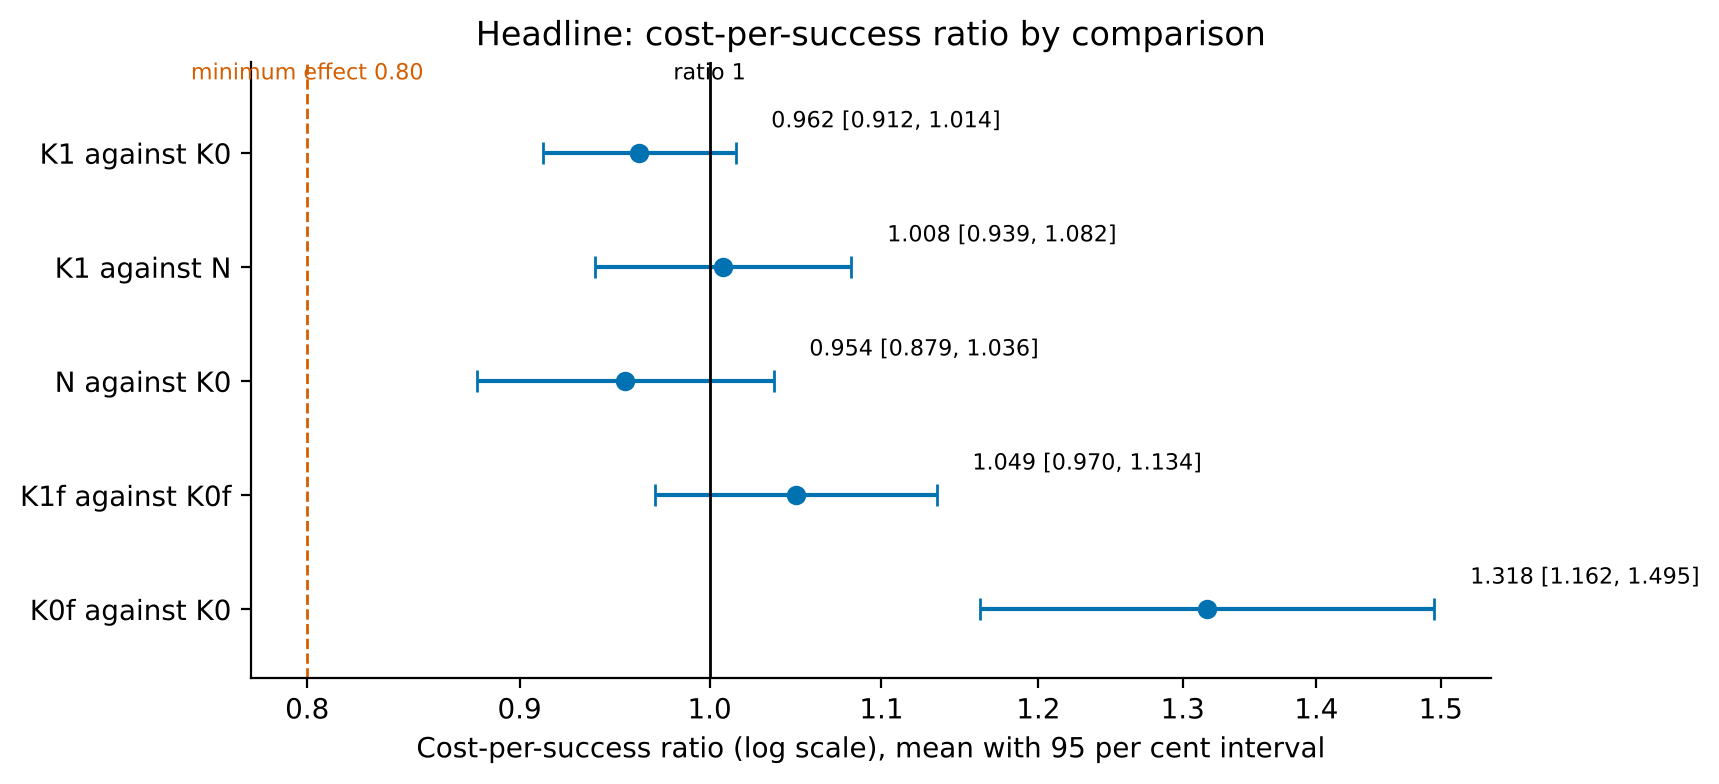 Headline: cost-per-success ratio by comparison
minimum effect 0.80
ratio 1
K1 against K0
0.962 [0.912, 1.014]
K1 against N
1.008 [0.939, 1.082]
N against K0
0.954 [0.879, 1.036]
K1f against K0f
1.049 [0.970, 1.134]
K0f against K0
1.318 [1.162, 1.495]
0.8 0.9 1.0 1.1 1.2 1.3 1.4 1.5
Cost-per-success ratio (log scale), mean with 95 per cent interval